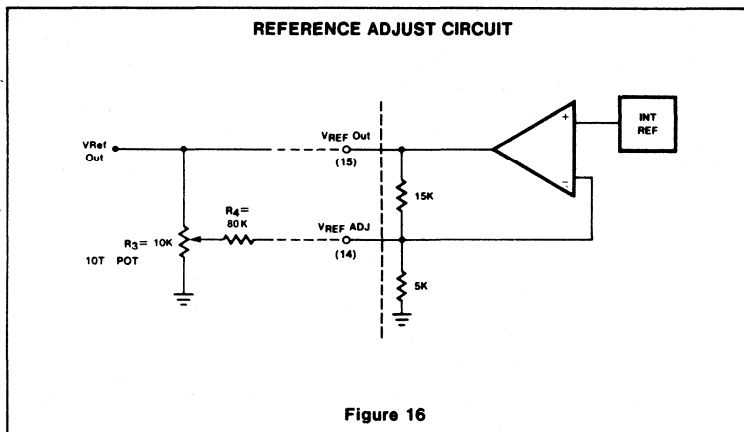 REFERENCE ADJUST CIRCUIT
+
INT
REF
VRef
Out
VREF Out
(15)
–
15K
R4=
80K
VREF ADJ
R3= 10K
10T POT
(14)
5K
Figure 16